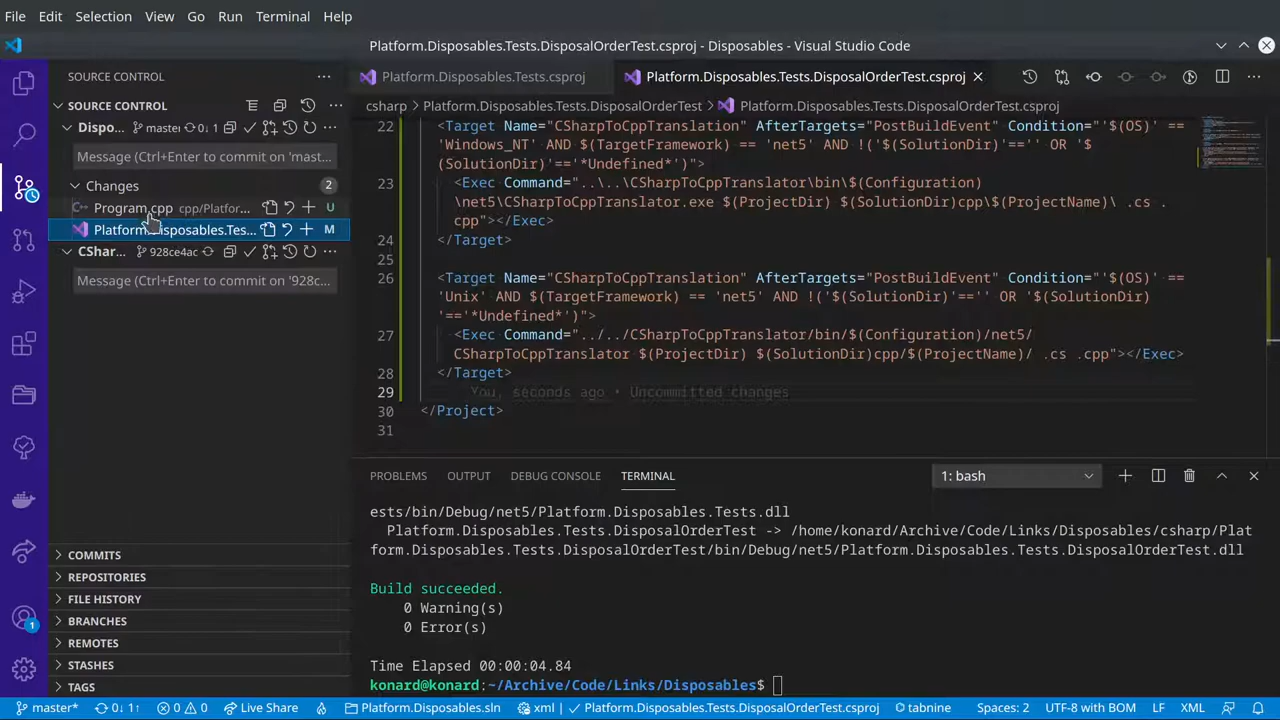 File Edit Selection View Go Run Terminal Help
Platform.Disposables.Tests.DisposalOrderTest.csproj - Disposables - Visual Studio Code
SOURCE CONTROL
Platform.Disposables.Tests.csproj
Platform.Disposables.Tests.DisposalOrderTest.csproj
SOURCE CONTROL
csharp > Platform.Disposables.Tests.DisposalOrderTest > Platform.Disposables.Tests.DisposalOrderTest.csproj
Dispo... master 0↓ 1
Message (Ctrl+Enter to commit on 'mast...
Changes 2
Program.cpp cpp/Platfor... U
Platform.Disposables.Tes... M
CShar... 928ce4ac
Message (Ctrl+Enter to commit on '928c...
COMMITS
REPOSITORIES
FILE HISTORY
BRANCHES
REMOTES
STASHES
TAGS
22 <Target Name="CSharpToCppTranslation" AfterTargets="PostBuildEvent" Condition="'$(OS)' ==
'Windows_NT' AND $(TargetFramework) == 'net5' AND !('$(SolutionDir)'=='' OR '$
(SolutionDir)'=='*Undefined*')">
23 <Exec Command="..\..\CSharpToCppTranslator\bin\$(Configuration)
\net5\CSharpToCppTranslator.exe $(ProjectDir) $(SolutionDir)cpp\$(ProjectName)\ .cs .
cpp"></Exec>
24 </Target>
25
26 <Target Name="CSharpToCppTranslation" AfterTargets="PostBuildEvent" Condition="'$(OS)' ==
'Unix' AND $(TargetFramework) == 'net5' AND !('$(SolutionDir)'=='' OR '$(SolutionDir)
'=='*Undefined*')">
27 <Exec Command="../../CSharpToCppTranslator/bin/$(Configuration)/net5/
CSharpToCppTranslator $(ProjectDir) $(SolutionDir)cpp/$(ProjectName)/ .cs .cpp"></Exec>
28 </Target>
29 You, seconds ago • Uncommitted changes
30 </Project>
31
PROBLEMS OUTPUT DEBUG CONSOLE TERMINAL 1: bash
ests/bin/Debug/net5/Platform.Disposables.Tests.dll
Platform.Disposables.Tests.DisposalOrderTest -> /home/konard/Archive/Code/Links/Disposables/csharp/Plat
form.Disposables.Tests.DisposalOrderTest/bin/Debug/net5/Platform.Disposables.Tests.DisposalOrderTest.dll
Build succeeded.
0 Warning(s)
0 Error(s)
Time Elapsed 00:00:04.84
konard@konard:~/Archive/Code/Links/Disposables$
1
master* 0↓ 1↑ 0 0 Live Share Platform.Disposables.sln xml Platform.Disposables.Tests.DisposalOrderTest.csproj tabnine Spaces: 2 UTF-8 with BOM LF XML